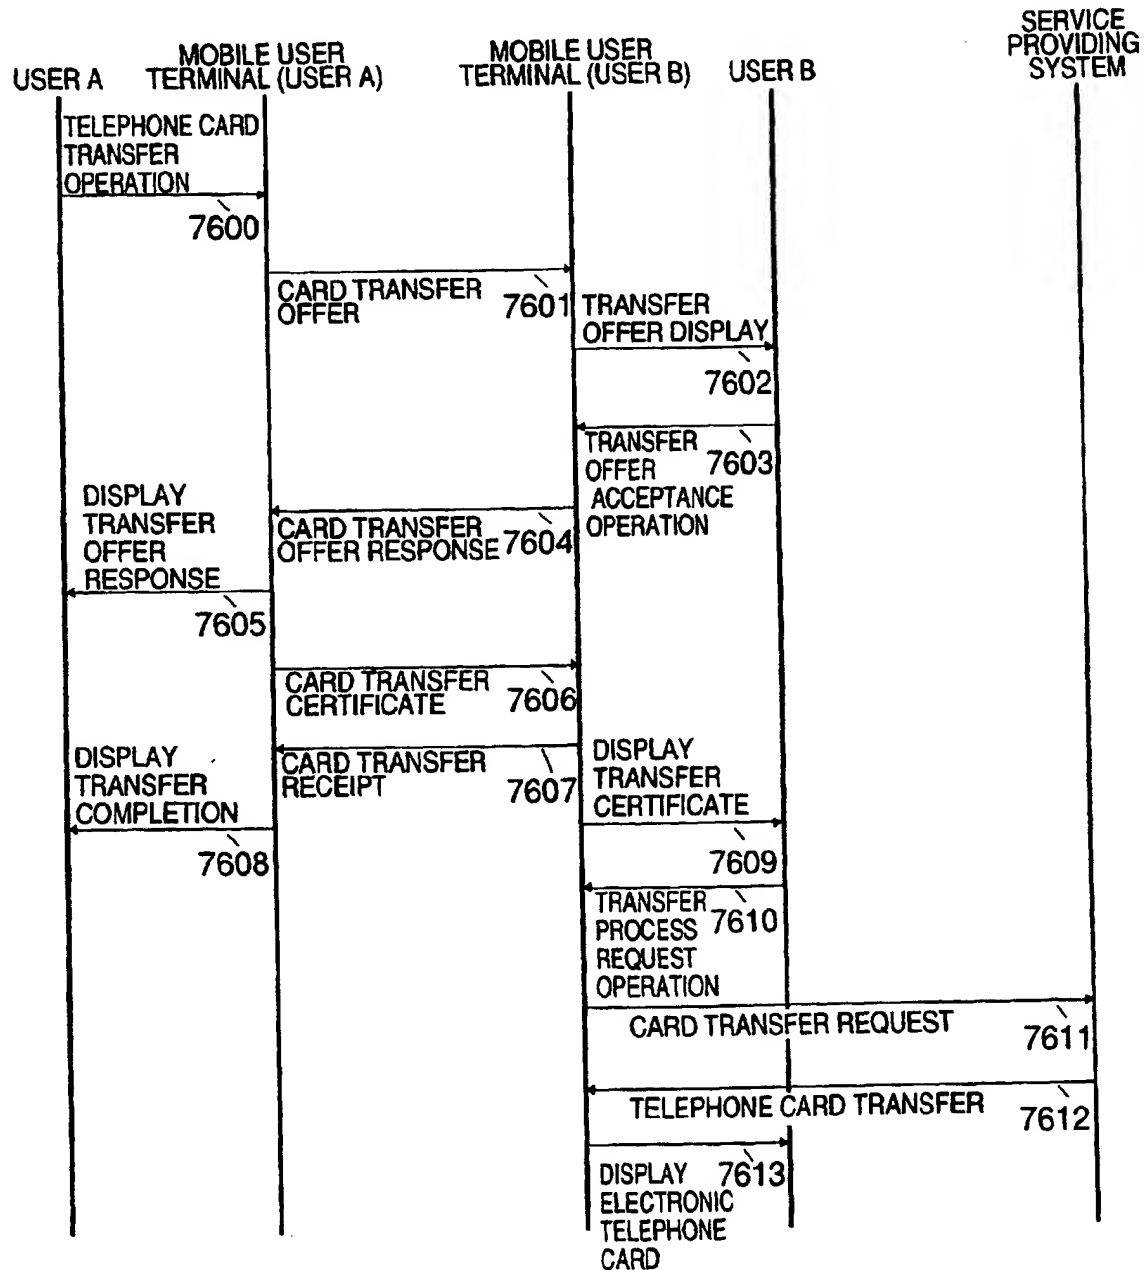 USER A
MOBILE USER
TERMINAL (USER A)
MOBILE USER
TERMINAL (USER B)
USER B
SERVICE
PROVIDING
SYSTEM
TELEPHONE CARD
TRANSFER
OPERATION
7600
CARD TRANSFER
OFFER
7601
TRANSFER
OFFER DISPLAY
7602
TRANSFER
OFFER
ACCEPTANCE
OPERATION
7603
CARD TRANSFER
OFFER RESPONSE
7604
DISPLAY
TRANSFER
OFFER
RESPONSE
7605
CARD TRANSFER
CERTIFICATE
7606
CARD TRANSFER
RECEIPT
7607
DISPLAY
TRANSFER
COMPLETION
7608
DISPLAY
TRANSFER
CERTIFICATE
7609
TRANSFER
PROCESS
REQUEST
OPERATION
7610
CARD TRANSFER REQUEST
7611
TELEPHONE CARD TRANSFER
7612
DISPLAY
ELECTRONIC
TELEPHONE
CARD
7613